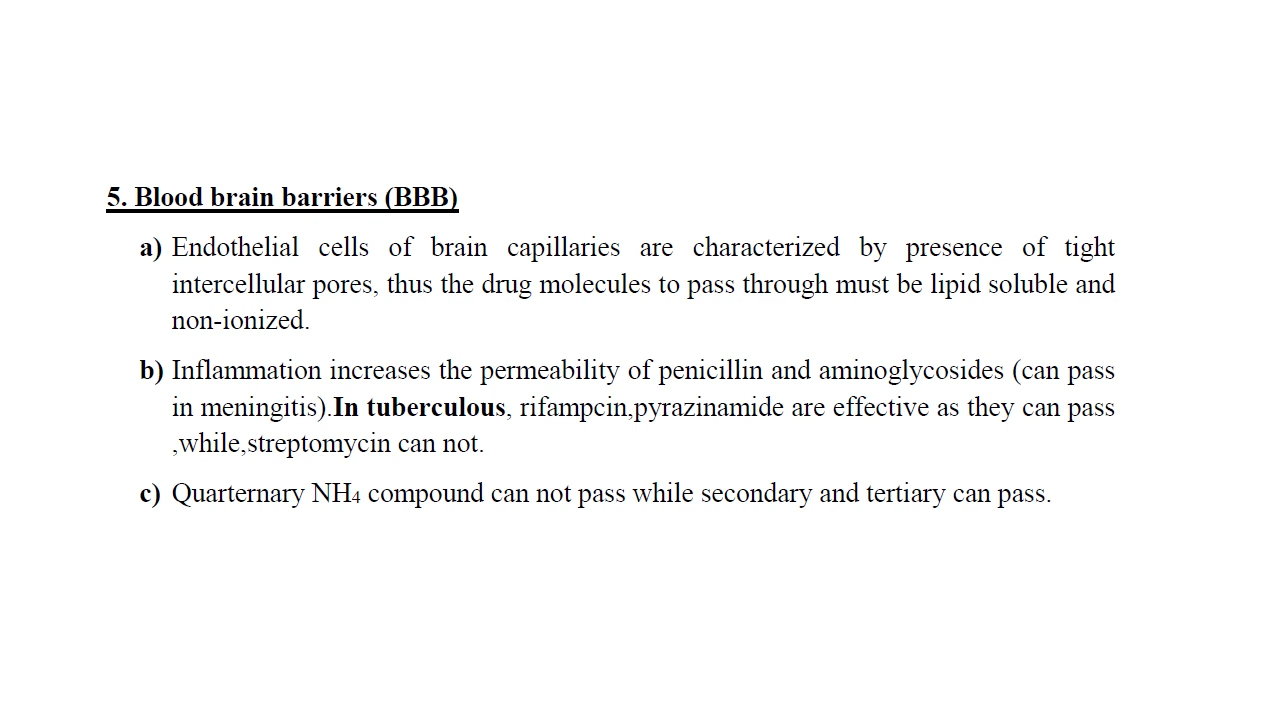 5. Blood brain barriers (BBB)
a) Endothelial cells of brain capillaries are characterized by presence of tight
intercellular pores, thus the drug molecules to pass through must be lipid soluble and
non-ionized.
b) Inflammation increases the permeability of penicillin and aminoglycosides (can pass
in meningitis).In tuberculous, rifampcin,pyrazinamide are effective as they can pass
,while,streptomycin can not.
c) Quarternary NH4 compound can not pass while secondary and tertiary can pass.